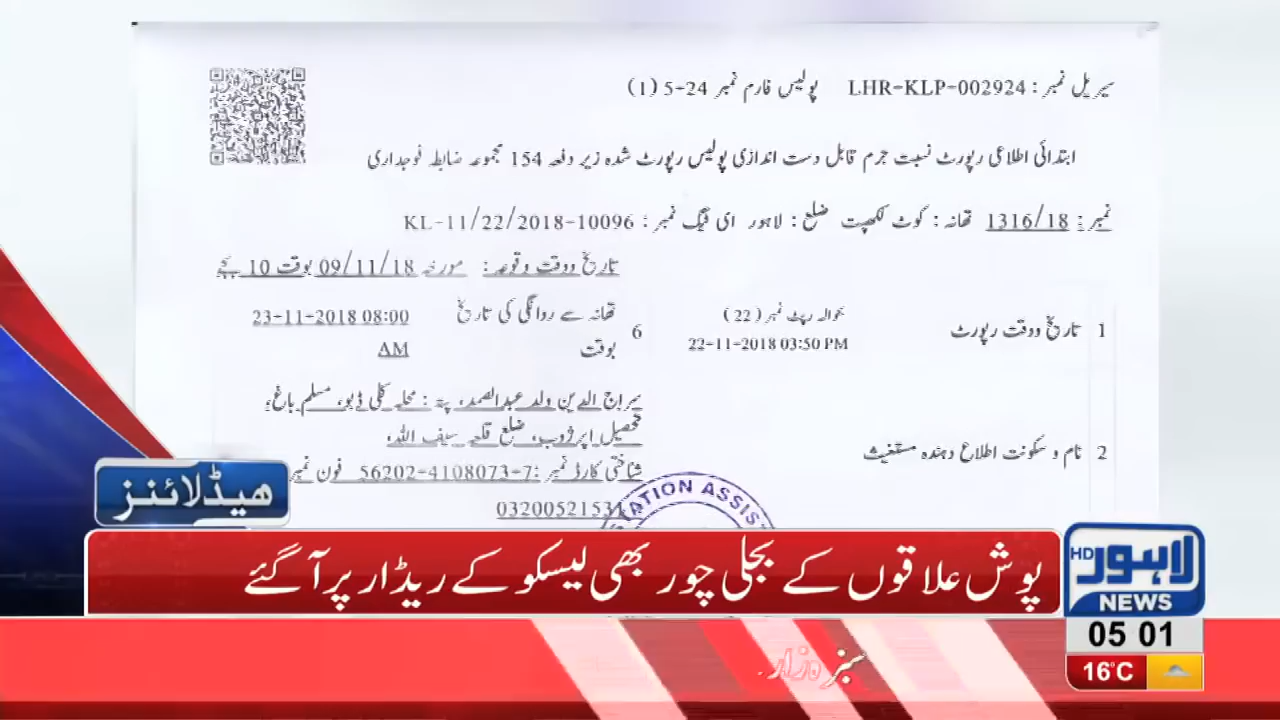 سیریل نمبر : LHR-KLP-002924 پولیس فارم نمبر 24-5 (1)
ابتدائی اطلاعی رپورٹ نسبت جرم قابل دست اندازی پولیس رپورٹ شدہ زیر دفعہ 154 مجموعہ ضابطہ فوجداری
نمبر : 1316/18 تھانہ : کوٹ لکھپت ضلع : لاہور ای ٹیگ نمبر : KL-11/22/2018-10096
تاریخ ووقت وقوعہ : مورخہ 09/11/18 بوقت 10 بجے
1 تاریخ ووقت رپورٹ
بحوالہ رپٹ نمبر (22)
22-11-2018 03:50 PM
6 تھانہ سے روانگی کی تاریخ
بوقت
23-11-2018 08:00
AM
2 نام و سکونت اطلاع دہندہ مستغیث
سراج الدین ولد عبدالصمد، پتہ : محلہ کلی ڈبو، مسلم باغ،
تحصیل اپر ژوب، ضلع قلعہ سیف اللہ،
شناختی کارڈ نمبر :7-4108073-56202 فون نمبر
STATION ASSIS
ھیڈلائنز
پوش علاقوں کے بجلی چور بھی لیسکو کے ریڈار پر آگئے
لاہور HD
NEWS
05 01
16°C
سبزہ زار